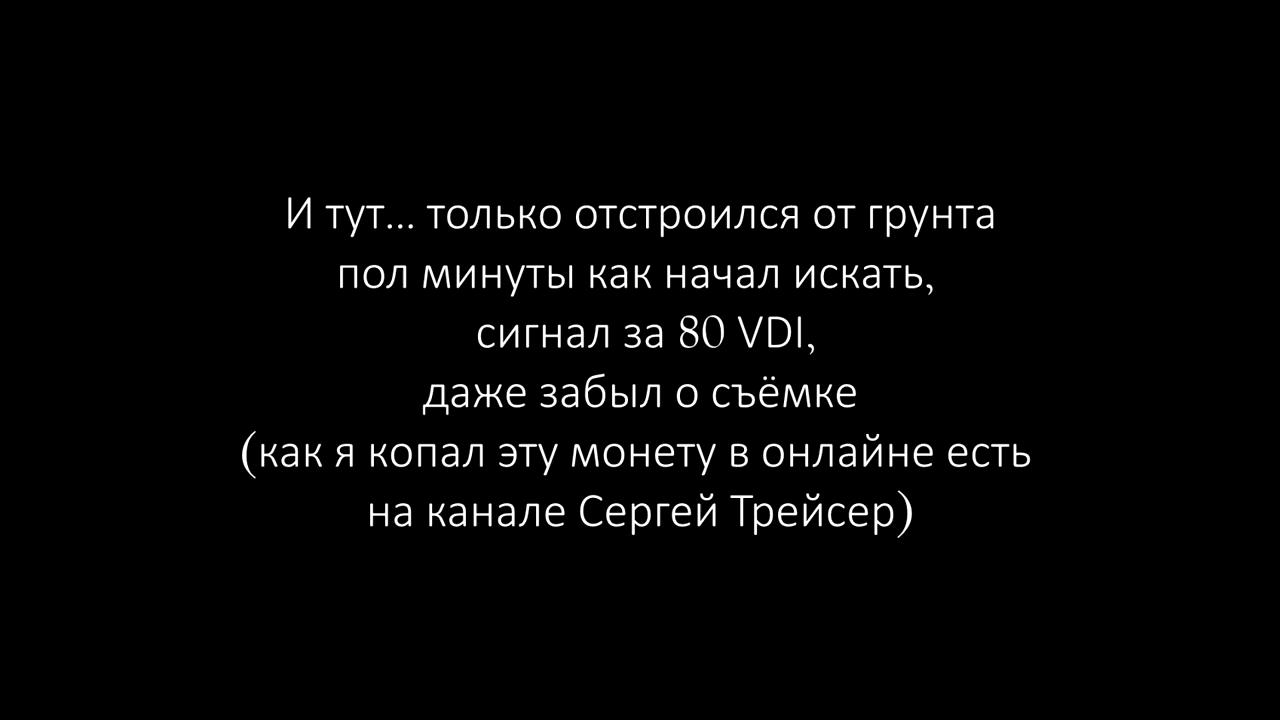 И тут... только отстроился от грунта
пол минуты как начал искать,
сигнал за 80 VDI,
даже забыл о съёмке
(как я копал эту монету в онлайне есть
на канале Сергей Трейсер)